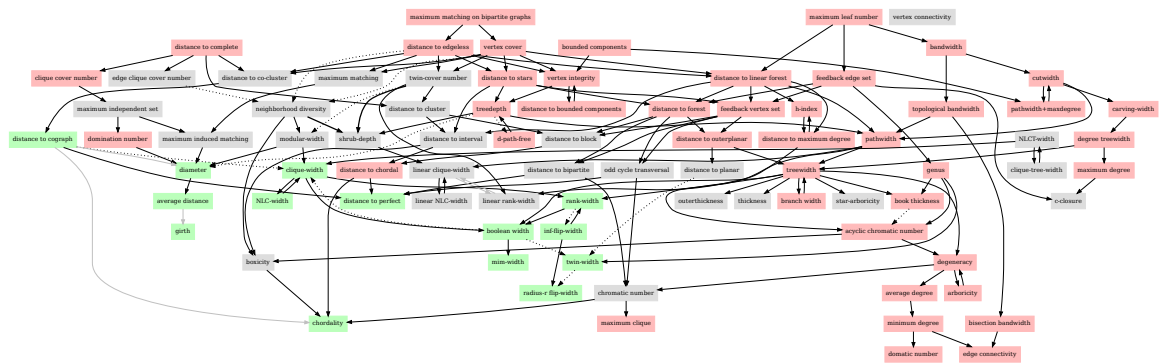 maximum matching on bipartite graphs
maximum leaf number
vertex connectivity
distance to complete
distance to edgeless
vertex cover
bounded components
bandwidth
clique cover number
edge clique cover number
distance to co-cluster
maximum matching
twin-cover number
distance to stars
vertex integrity
distance to linear forest
feedback edge set
cutwidth
maximum independent set
neighborhood diversity
distance to cluster
treedepth
distance to bounded components
distance to forest
feedback vertex set
h-index
topological bandwidth
pathwidth+maxdegree
carving-width
distance to cograph
domination number
maximum induced matching
modular-width
shrub-depth
distance to interval
d-path-free
distance to block
distance to outerplanar
distance to maximum degree
pathwidth
NLCT-width
degree treewidth
diameter
clique-width
distance to chordal
linear clique-width
distance to bipartite
odd cycle transversal
distance to planar
treewidth
genus
clique-tree-width
maximum degree
average distance
NLC-width
distance to perfect
linear NLC-width
linear rank-width
rank-width
outerthickness
thickness
branch width
star-arboricity
book thickness
c-closure
girth
boolean width
inf-flip-width
acyclic chromatic number
boxicity
mim-width
twin-width
degeneracy
radius-r flip-width
chromatic number
average degree
arboricity
chordality
maximum clique
minimum degree
bisection bandwidth
domatic number
edge connectivity